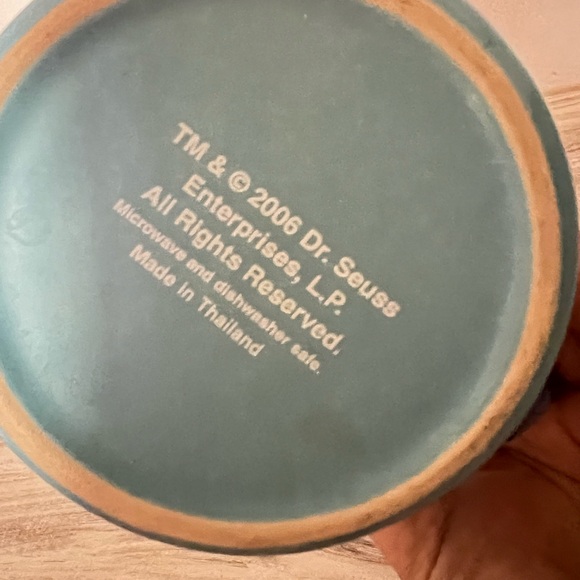 TM & © 2006 Dr. Seuss
Enterprises, L.P.
All Rights Reserved.
Microwave and dishwasher safe.
Made in Thailand